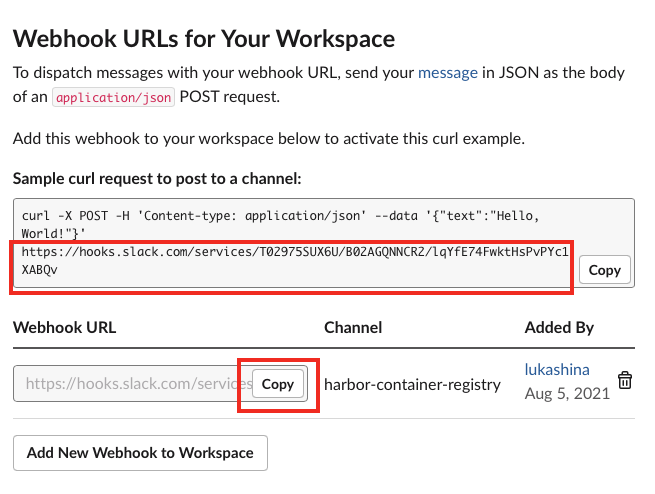 Webhook URLs for Your Workspace
To dispatch messages with your webhook URL, send your message in JSON as the body
of an application/json POST request.
Add this webhook to your workspace below to activate this curl example.
Sample curl request to post to a channel:
curl -X POST -H 'Content-type: application/json' --data '{"text":"Hello,
World!"}'
https://hooks.slack.com/services/T02975SUX6U/B02AGQNNCRZ/lqYfE74FwktHsPvPYc1
XABQv
Copy
Webhook URL Channel Added By
https://hooks.slack.com/services Copy harbor-container-registry lukashina
Aug 5, 2021
Add New Webhook to Workspace